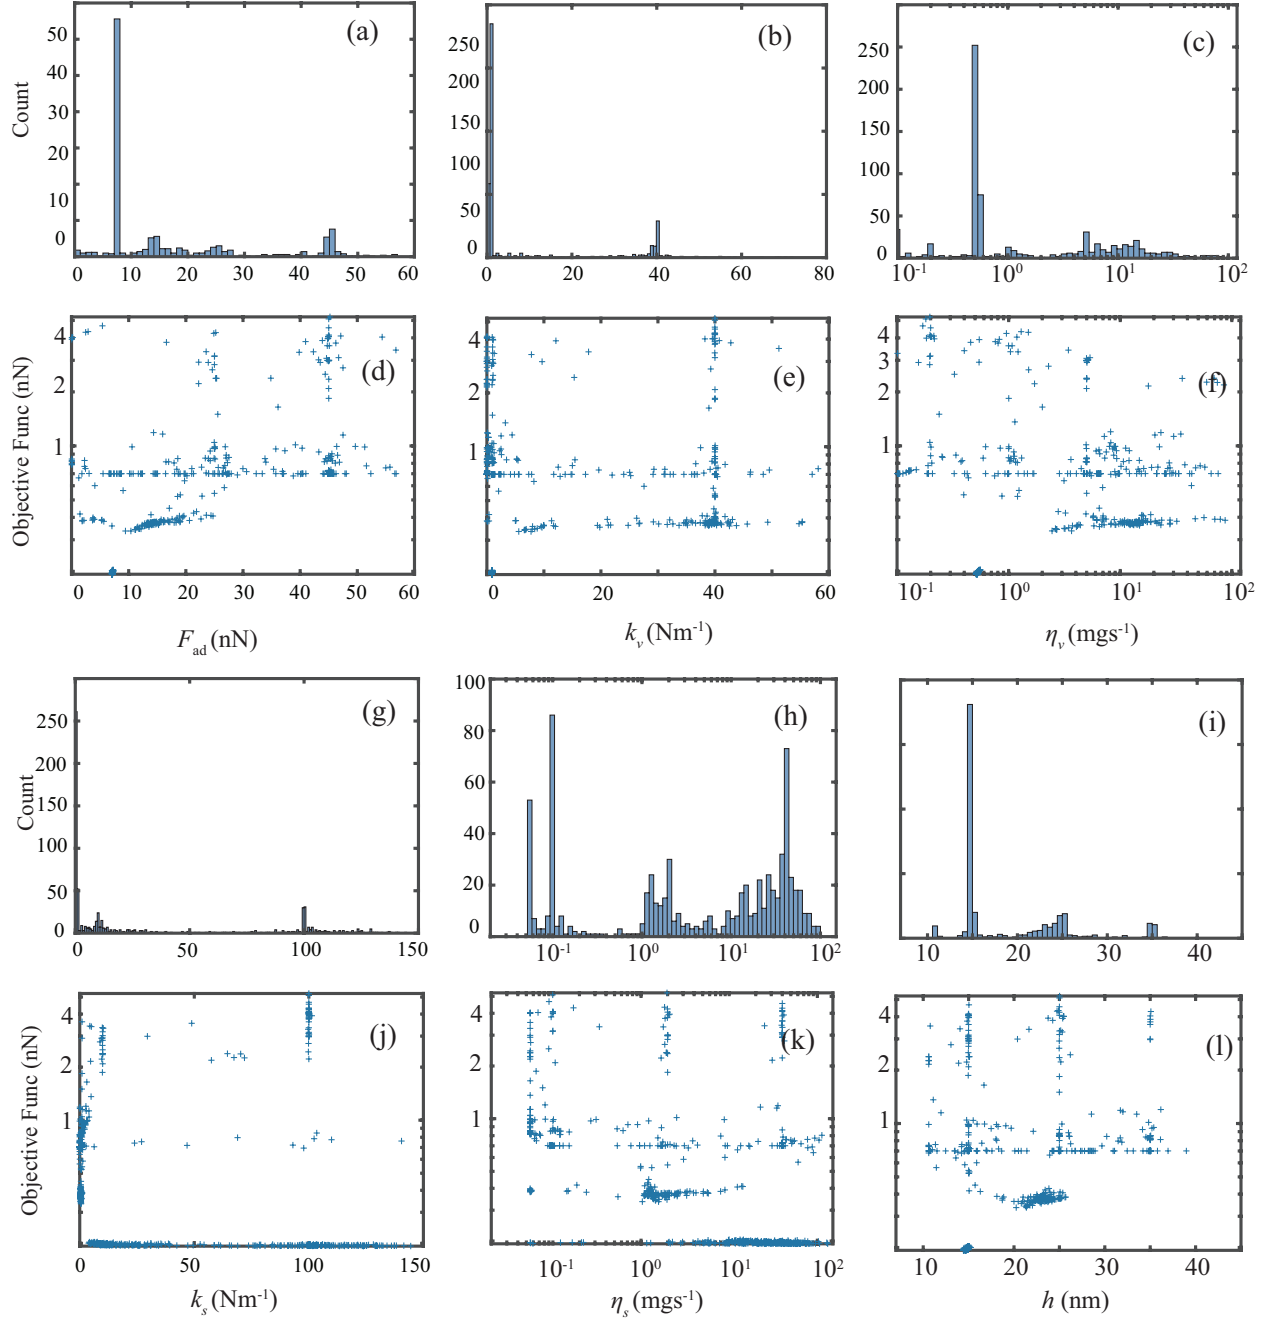 (a)
50
60
30
20
10
0
Count
0 10 20 30 40 50 60
(b)
250
200
150
100
50
0
0 20 40 60 80
(c)
250
200
150
100
50
0
10-1 100 101 102
(d)
4
2
1
Objective Func (nN)
0 10 20 30 40 50 60
Fad (nN)
(e)
4
2
1
0 20 40 60
kv (Nm-1)
(f)
4
3
2
1
10-1 100 101 102
ηv (mgs-1)
(g)
250
200
150
100
50
0
Count
0 50 100 150
(h)
100
80
60
40
20
0
10-1 100 101 102
(i)
10 20 30 40
(j)
4
2
1
Objective Func (nN)
0 50 100 150
ks (Nm-1)
(k)
4
2
1
10-1 100 101 102
ηs (mgs-1)
(l)
4
2
1
10 20 30 40
h (nm)